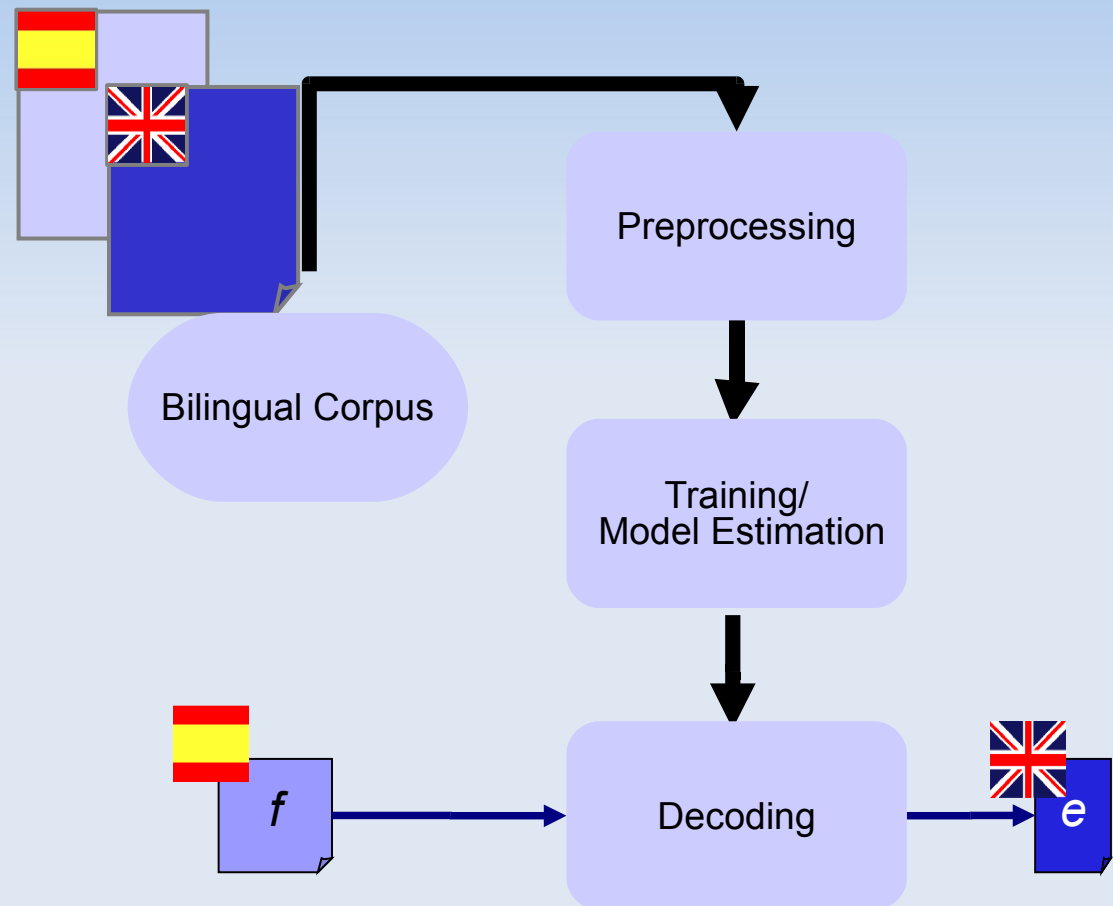 Preprocessing
Bilingual Corpus
Training/
Model Estimation
f
Decoding
e